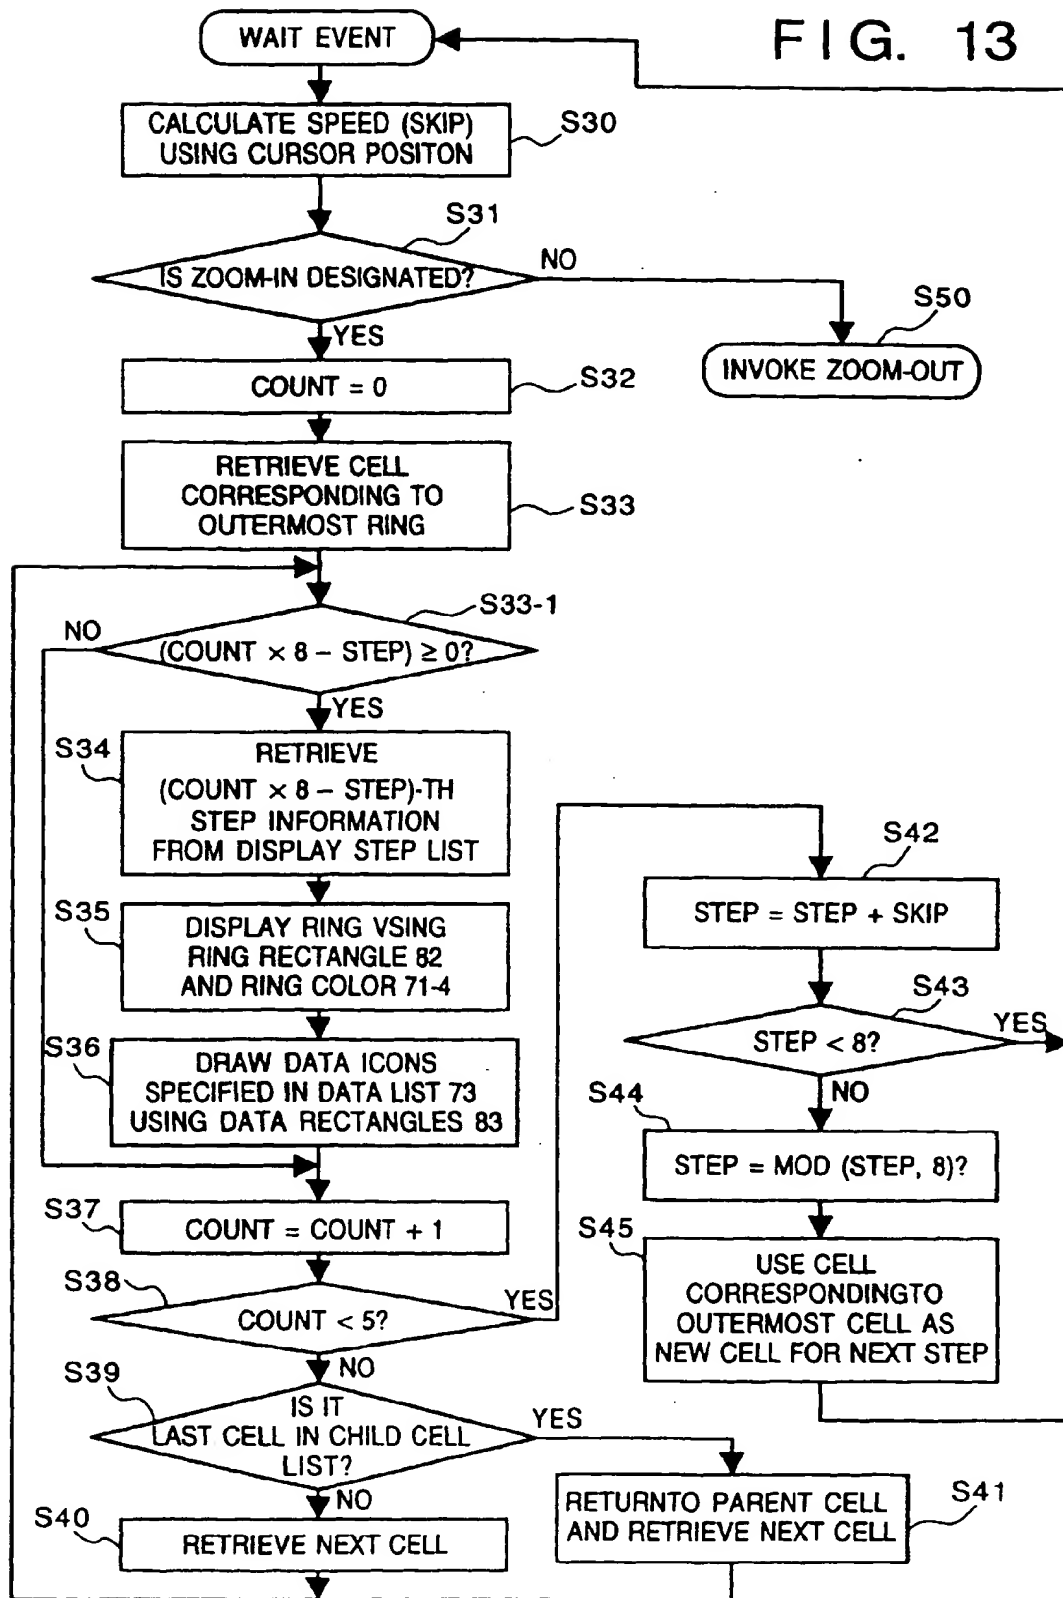 FIG. 13
WAIT EVENT
CALCULATE SPEED (SKIP)
USING CURSOR POSITON
S30
S31
IS ZOOM-IN DESIGNATED?
NO
YES
S50
INVOKE ZOOM-OUT
COUNT = 0
S32
RETRIEVE CELL
CORRESPONDING TO
OUTERMOST RING
S33
S33-1
NO
(COUNT × 8 – STEP) ≥ 0?
YES
S34
RETRIEVE
(COUNT × 8 – STEP)-TH
STEP INFORMATION
FROM DISPLAY STEP LIST
S35
DISPLAY RING VSING
RING RECTANGLE 82
AND RING COLOR 71-4
S36
DRAW DATA ICONS
SPECIFIED IN DATA LIST 73
USING DATA RECTANGLES 83
S37
COUNT = COUNT + 1
S38
COUNT < 5?
YES
NO
S39
IS IT
LAST CELL IN CHILD CELL
LIST?
YES
NO
S40
RETRIEVE NEXT CELL
RETURNTO PARENT CELL
AND RETRIEVE NEXT CELL
S41
S42
STEP = STEP + SKIP
S43
STEP < 8?
YES
NO
S44
STEP = MOD (STEP, 8)?
S45
USE CELL
CORRESPONDINGTO
OUTERMOST CELL AS
NEW CELL FOR NEXT STEP